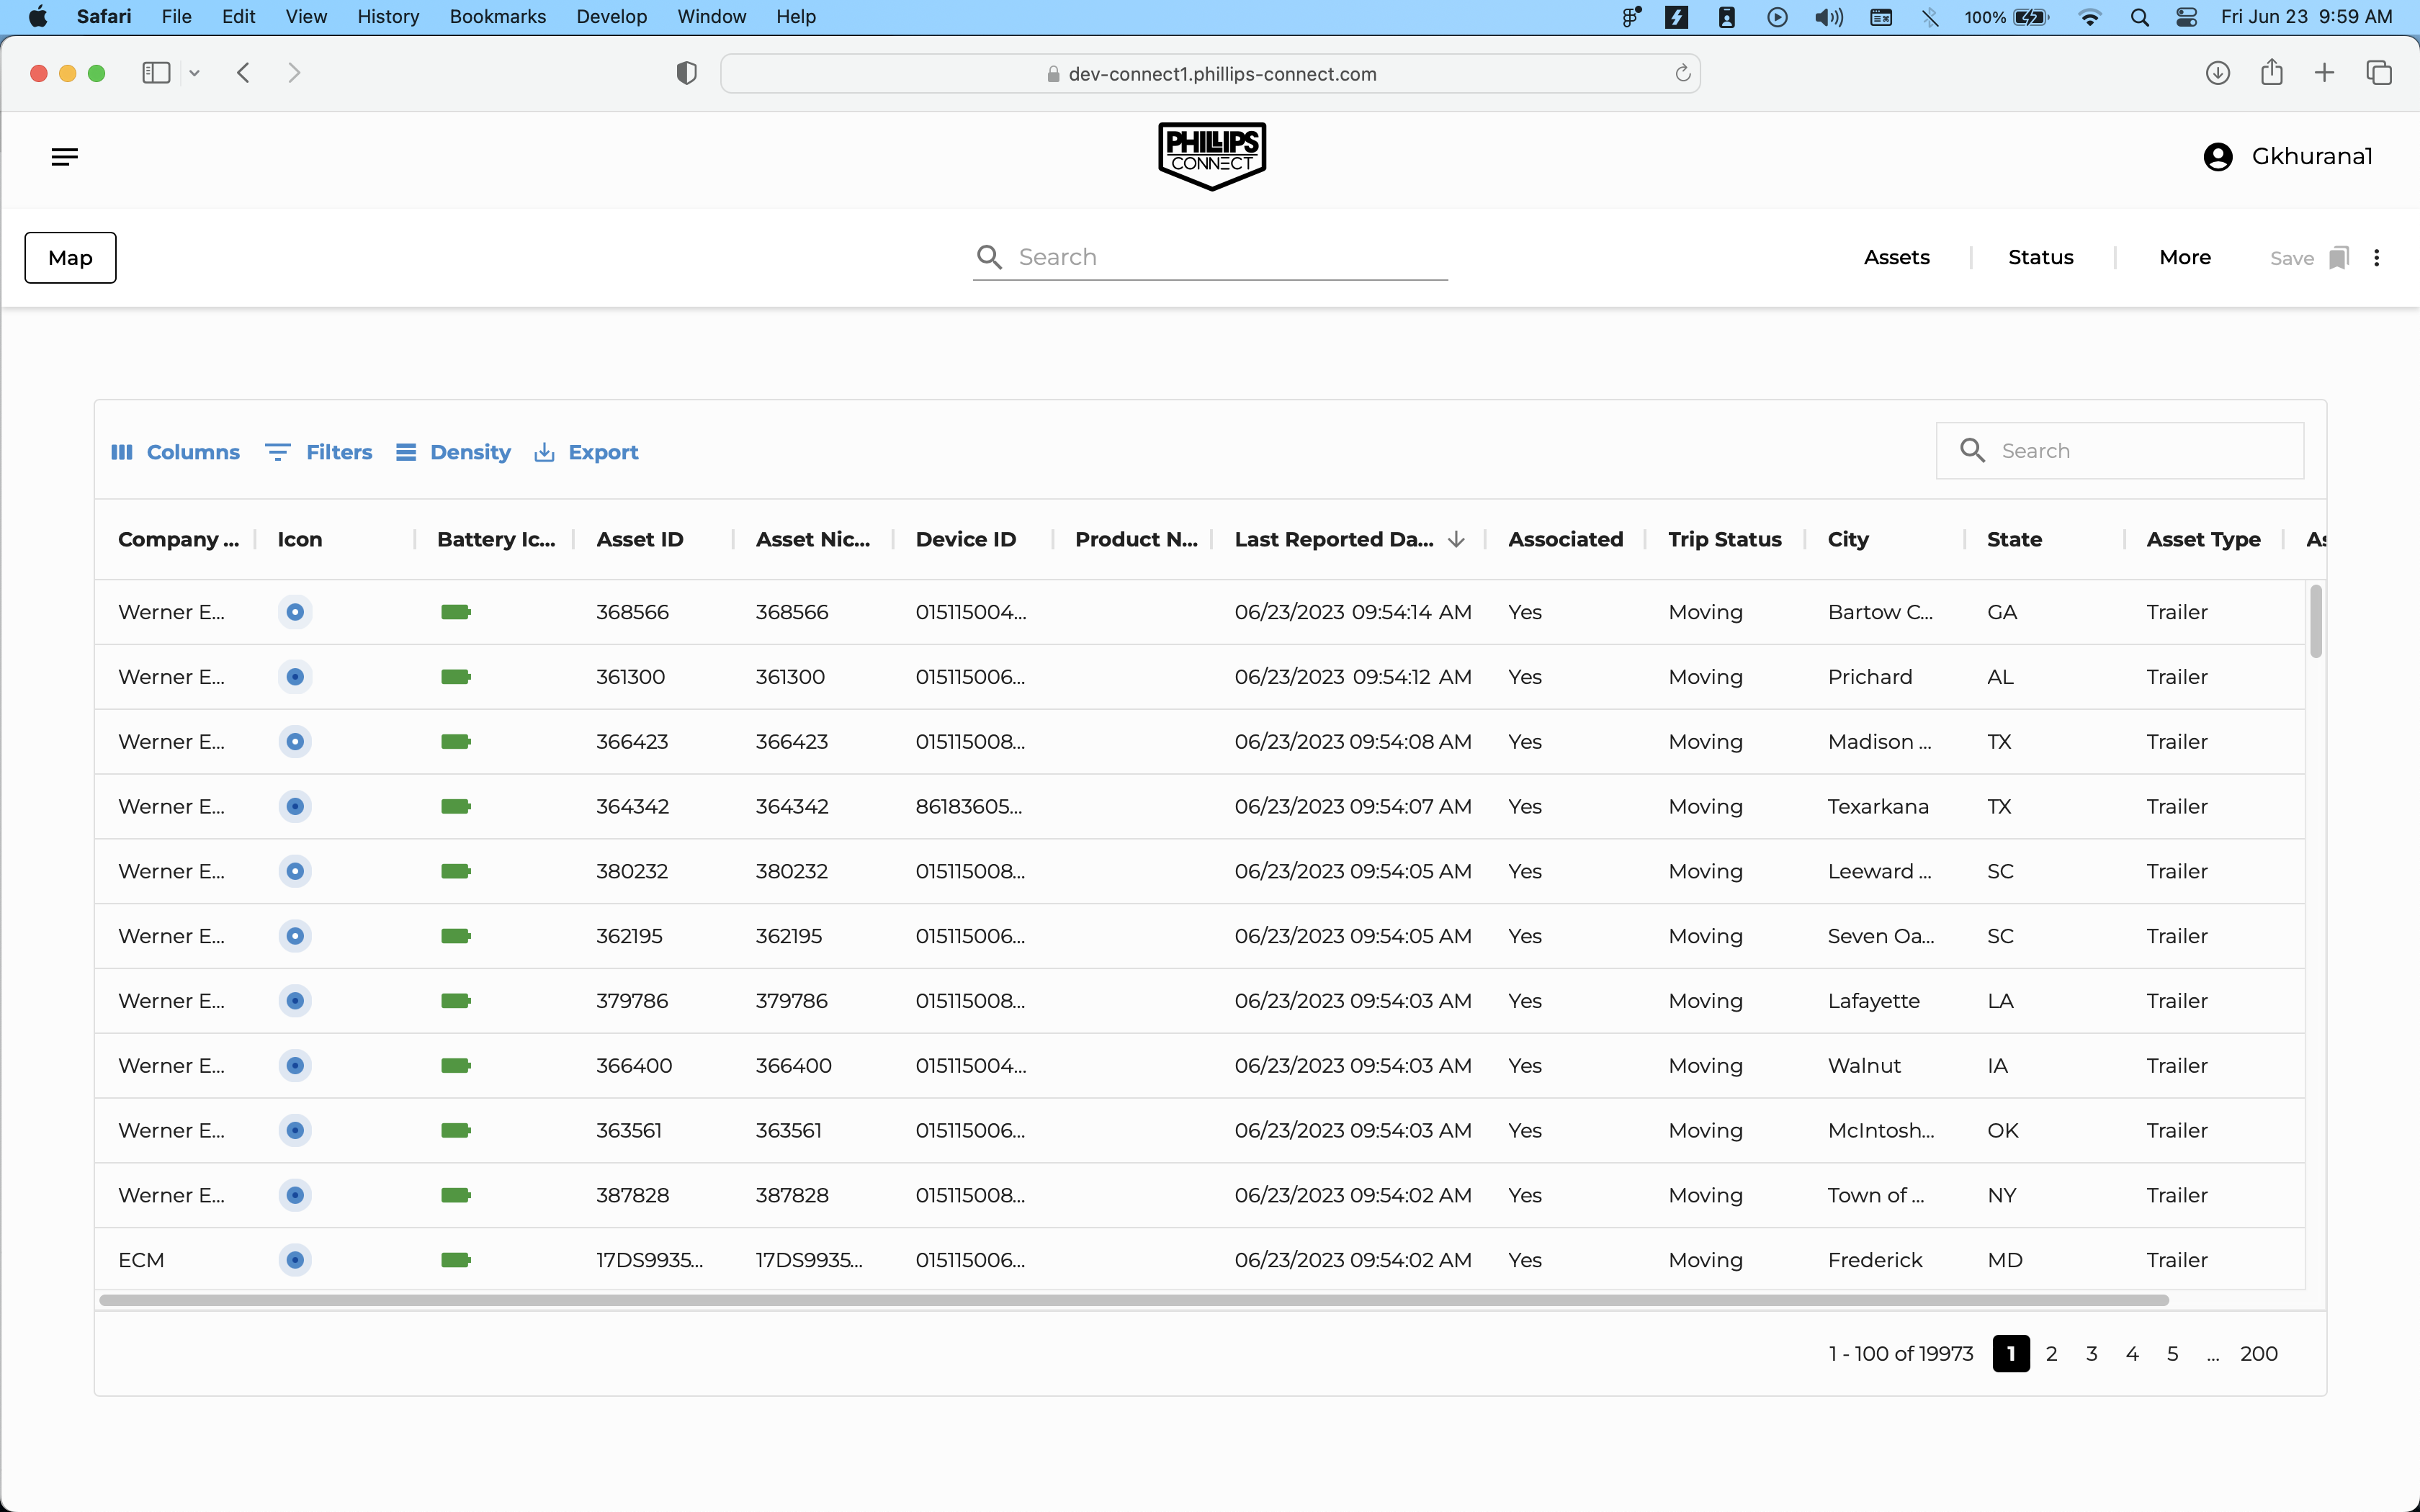 Safari File Edit View History Bookmarks Develop Window Help 100% Fri Jun 23 9:59 AM
dev-connect1.phillips-connect.com
PHILLIPS
CONNECT
Gkhurana1
Map Search Assets Status More Save
Columns Filters Density Export Search
Company ... Icon Battery Ic... Asset ID Asset Nic... Device ID Product N... Last Reported Da... Associated Trip Status City State Asset Type As
Werner E... 368566 368566 015115004... 06/23/2023 09:54:14 AM Yes Moving Bartow C... GA Trailer
Werner E... 361300 361300 015115006... 06/23/2023 09:54:12 AM Yes Moving Prichard AL Trailer
Werner E... 366423 366423 015115008... 06/23/2023 09:54:08 AM Yes Moving Madison ... TX Trailer
Werner E... 364342 364342 86183605... 06/23/2023 09:54:07 AM Yes Moving Texarkana TX Trailer
Werner E... 380232 380232 015115008... 06/23/2023 09:54:05 AM Yes Moving Leeward ... SC Trailer
Werner E... 362195 362195 015115006... 06/23/2023 09:54:05 AM Yes Moving Seven Oa... SC Trailer
Werner E... 379786 379786 015115008... 06/23/2023 09:54:03 AM Yes Moving Lafayette LA Trailer
Werner E... 366400 366400 015115004... 06/23/2023 09:54:03 AM Yes Moving Walnut IA Trailer
Werner E... 363561 363561 015115006... 06/23/2023 09:54:03 AM Yes Moving McIntosh... OK Trailer
Werner E... 387828 387828 015115008... 06/23/2023 09:54:02 AM Yes Moving Town of ... NY Trailer
ECM 17DS9935... 17DS9935... 015115006... 06/23/2023 09:54:02 AM Yes Moving Frederick MD Trailer
1 - 100 of 19973 1 2 3 4 5 ... 200